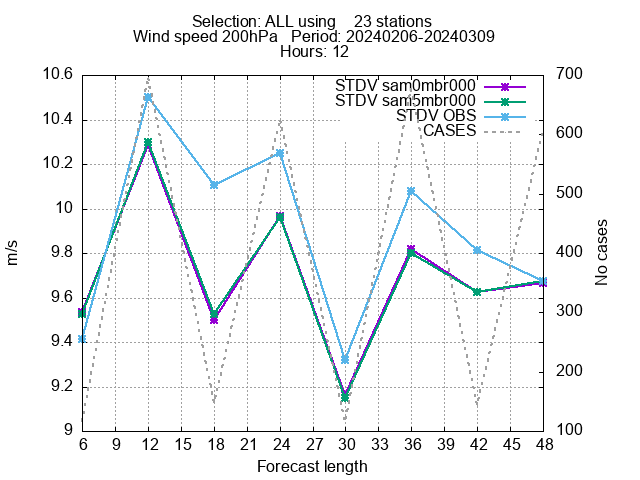 Selection: ALL using    23 stations
Wind speed 200hPa   Period: 20240206-20240309
Hours: 12
10.6
10.4
10.2
10
9.8
9.6
9.4
9.2
9
m/s
STDV sam0mbr000
STDV sam5mbr000
STDV OBS
CASES
700
600
500
400
300
200
100
No cases
6 9 12 15 18 21 24 27 30 33 36 39 42 45 48
Forecast length